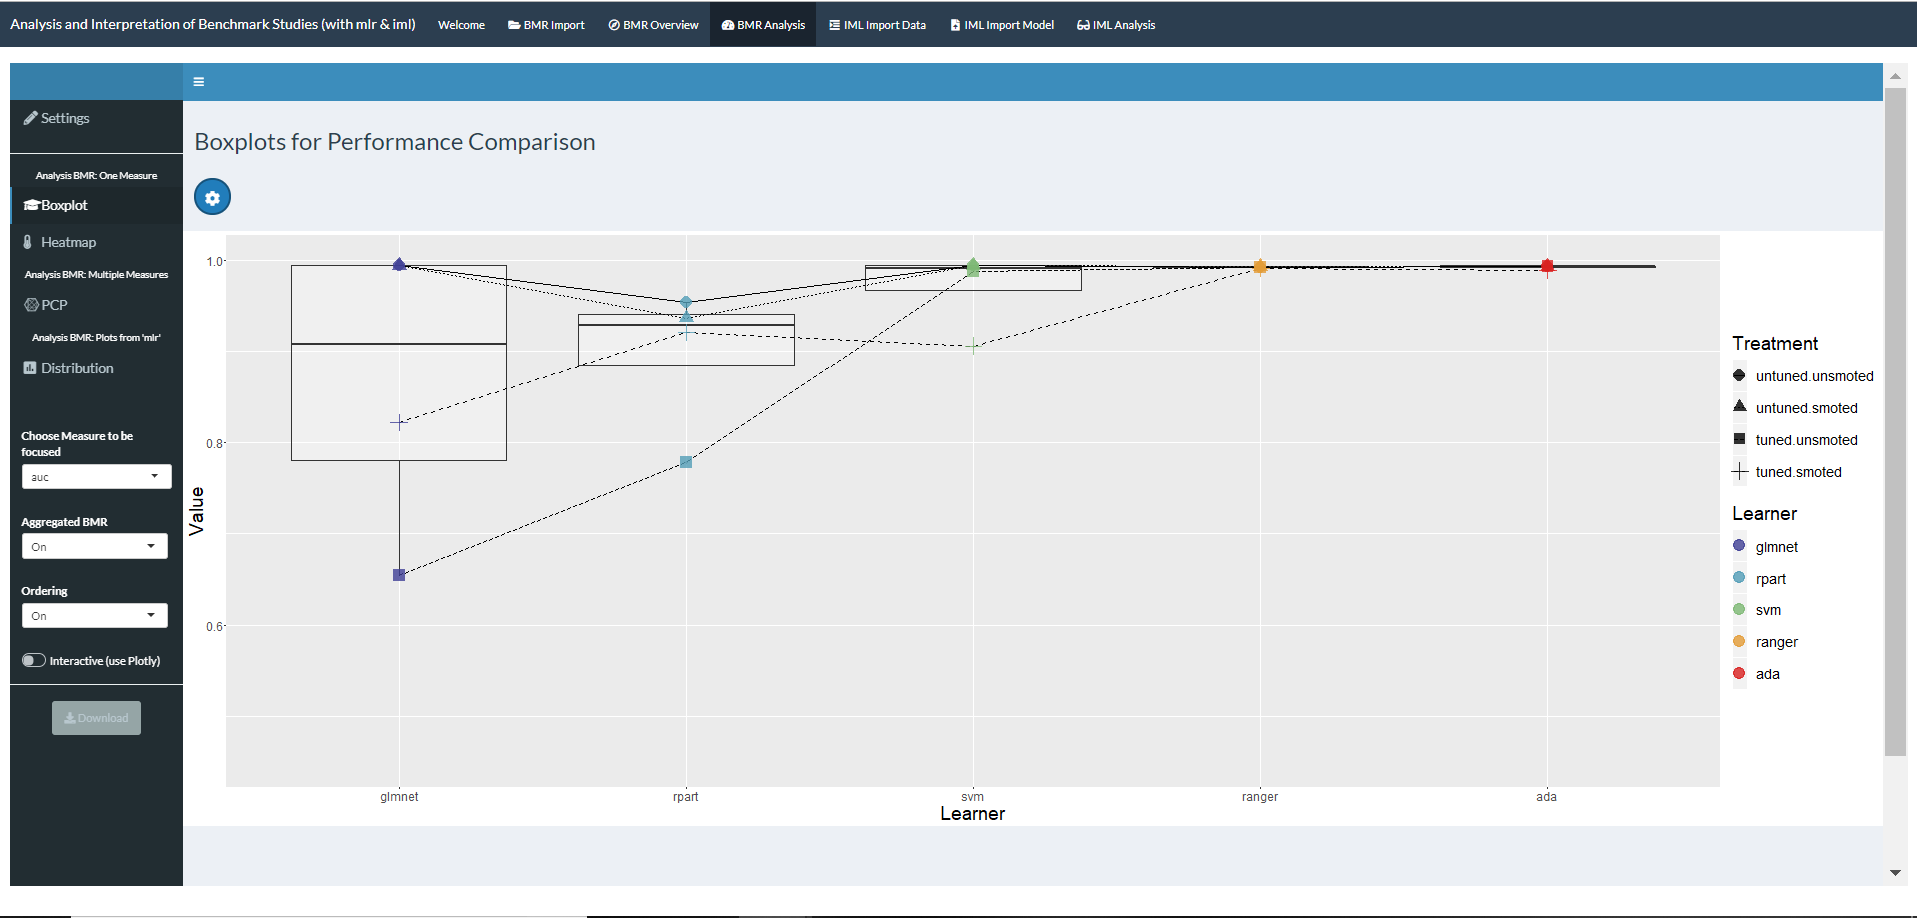 Analysis and Interpretation of Benchmark Studies (with mlr & iml) Welcome BMR Import BMR Overview BMR Analysis IML Import Data IML Import Model IML Analysis
Settings
Analysis BMR: One Measure
Boxplot
Heatmap
Analysis BMR: Multiple Measures
PCP
Analysis BMR: Plots from 'mlr'
Distribution
Choose Measure to be
focused
auc
Aggregated BMR
On
Ordering
On
Interactive (use Plotly)
Download
Boxplots for Performance Comparison
Value
1.0
0.8
0.6
glmnet rpart svm ranger ada
Learner
Treatment
untuned.unsmoted
untuned.smoted
tuned.unsmoted
tuned.smoted
Learner
glmnet
rpart
svm
ranger
ada